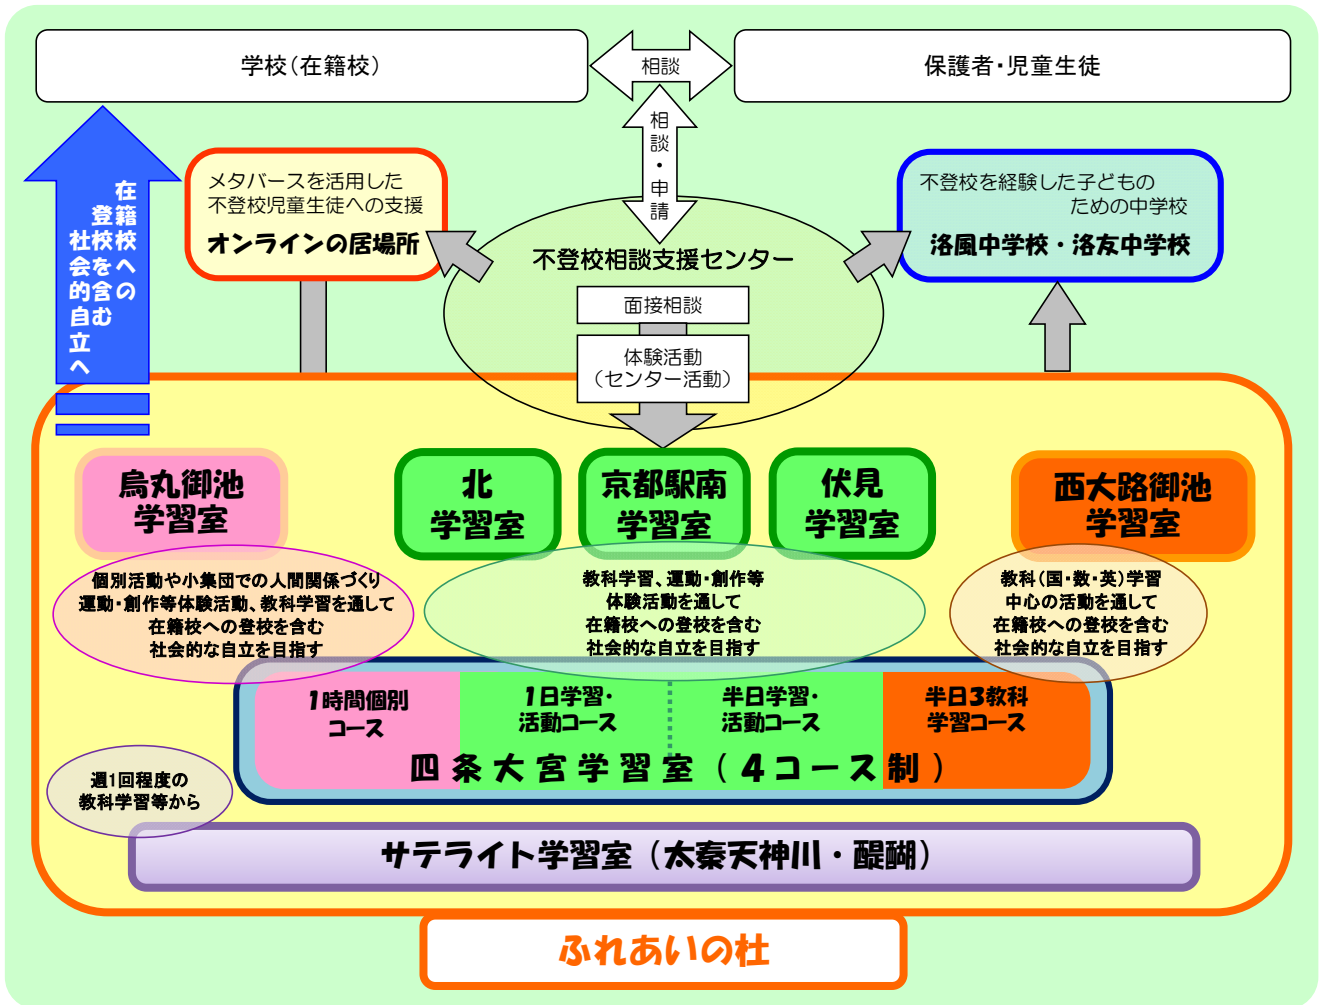 学校（在籍校）
相談
保護者・児童生徒
相談・申請
在籍校への
登校を含む
社会的自立へ
メタバースを活用した
不登校児童生徒への支援
オンラインの居場所
不登校を経験した子どもの
ための中学校
洛風中学校・洛友中学校
不登校相談支援センター
面接相談
体験活動
（センター活動）
烏丸御池
学習室
北
学習室
京都駅南
学習室
伏見
学習室
西大路御池
学習室
個別活動や小集団での人間関係づくり
運動・創作等体験活動、教科学習を通して
在籍校への登校を含む
社会的な自立を目指す
教科学習、運動・創作等
体験活動を通して
在籍校への登校を含む
社会的な自立を目指す
教科（国・数・英）学習
中心の活動を通して
在籍校への登校を含む
社会的な自立を目指す
1時間個別
コース
1日学習・
活動コース
半日学習・
活動コース
半日3教科
学習コース
四条大宮学習室（4コース制）
週1回程度の
教科学習等から
サテライト学習室（太秦天神川・醍醐）
ふれあいの杜